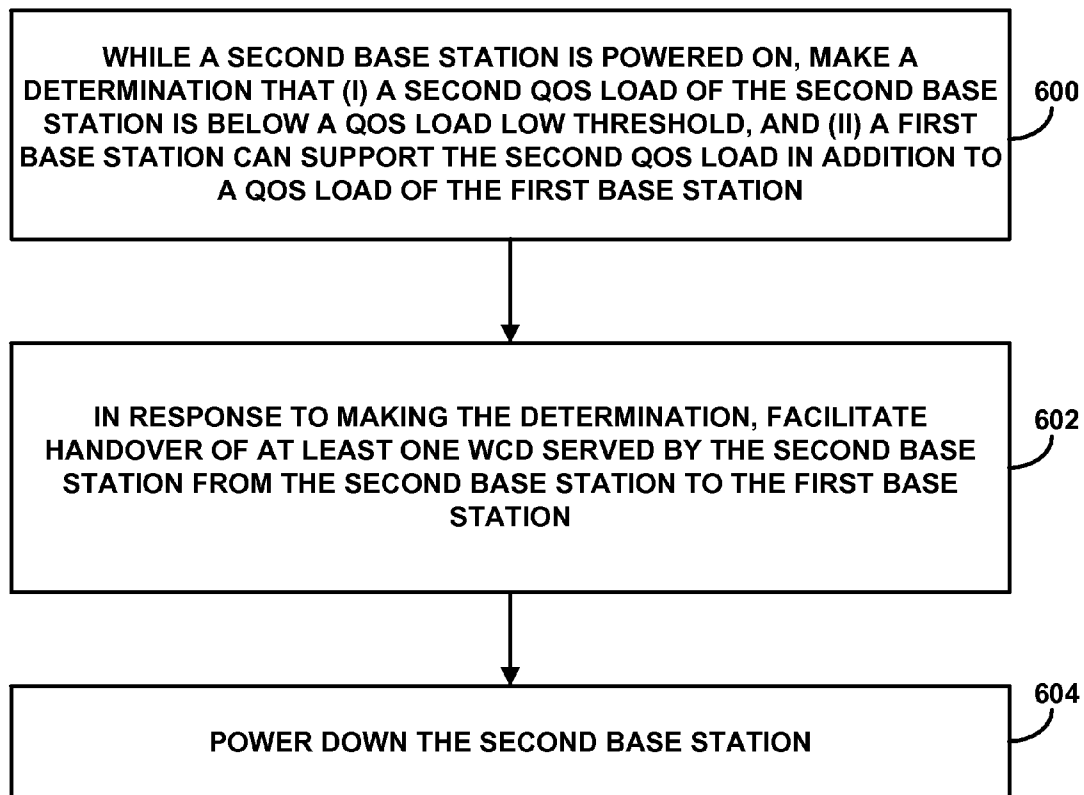 WHILE A SECOND BASE STATION IS POWERED ON, MAKE A
DETERMINATION THAT (I) A SECOND QOS LOAD OF THE SECOND BASE
STATION IS BELOW A QOS LOAD LOW THRESHOLD, AND (II) A FIRST
BASE STATION CAN SUPPORT THE SECOND QOS LOAD IN ADDITION TO
A QOS LOAD OF THE FIRST BASE STATION
600
IN RESPONSE TO MAKING THE DETERMINATION, FACILITATE
HANDOVER OF AT LEAST ONE WCD SERVED BY THE SECOND BASE
STATION FROM THE SECOND BASE STATION TO THE FIRST BASE
STATION
602
POWER DOWN THE SECOND BASE STATION
604